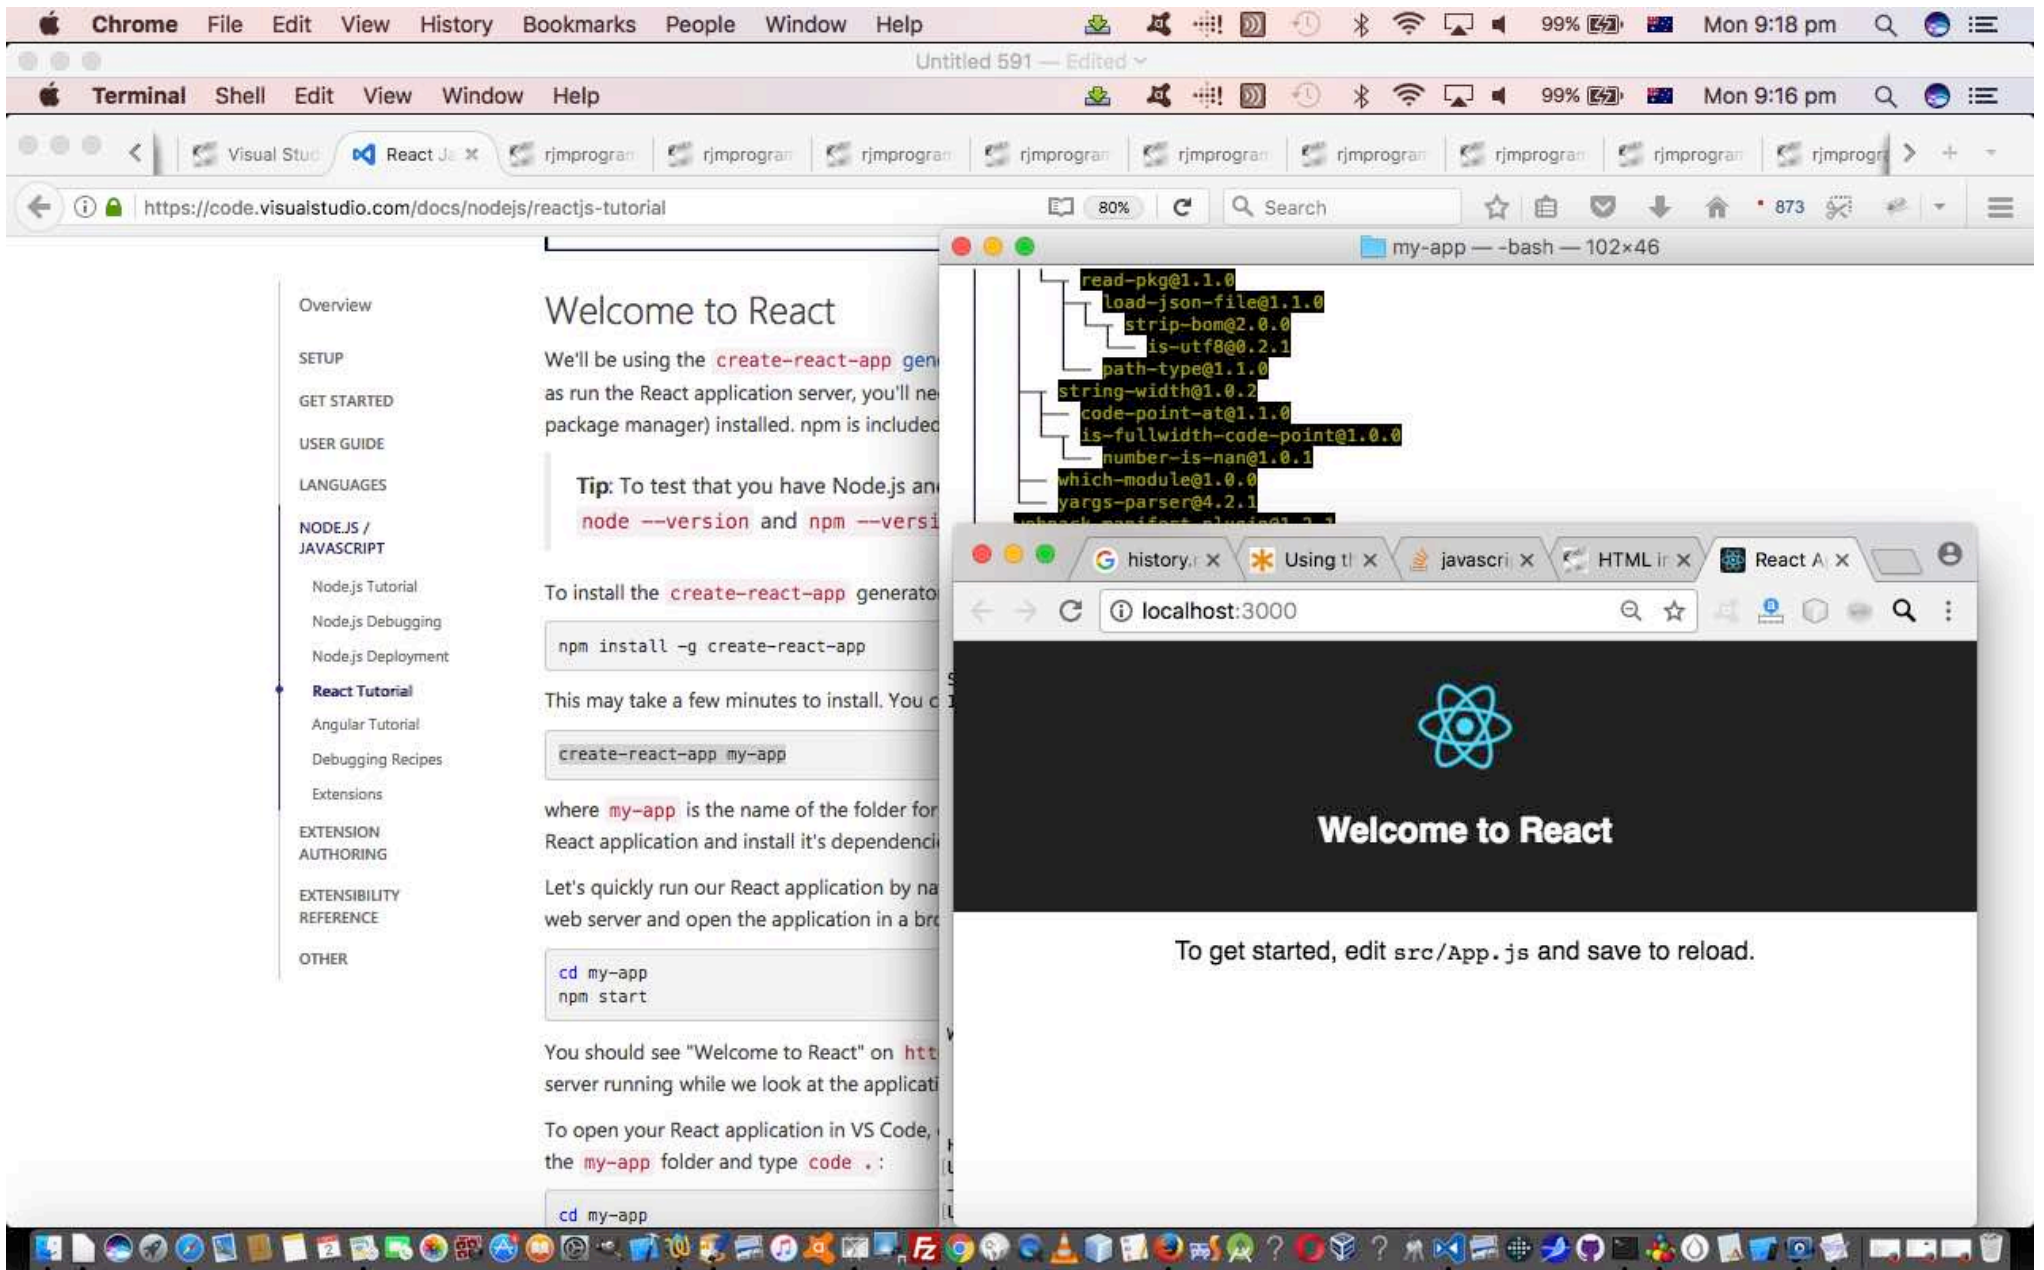 Chrome File Edit View History Bookmarks People Window Help 99% Mon 9:18 pm
Untitled 591 — Edited
Terminal Shell Edit View Window Help 99% Mon 9:16 pm
Visual Stu React J rjmprogram rjmprogram rjmprogram rjmprogram rjmprogram rjmprogram rjmprogram rjmprogram rjmprogr
https://code.visualstudio.com/docs/nodejs/reactjs-tutorial 80% Search 873
my-app — -bash — 102×46
read-pkg@1.1.0
load-json-file@1.1.0
strip-bom@2.0.0
is-utf8@0.2.1
path-type@1.1.0
string-width@1.0.2
code-point-at@1.1.0
is-fullwidth-code-point@1.0.0
number-is-nan@1.0.1
which-module@1.0.0
yargs-parser@4.2.1
webpack-manifest-plugin@1.2.1
Overview
SETUP
GET STARTED
USER GUIDE
LANGUAGES
NODE.JS /
JAVASCRIPT
Node.js Tutorial
Node.js Debugging
Node.js Deployment
React Tutorial
Angular Tutorial
Debugging Recipes
Extensions
EXTENSION
AUTHORING
EXTENSIBILITY
REFERENCE
OTHER
Welcome to React
We'll be using the create-react-app gen
as run the React application server, you'll ne
package manager) installed. npm is included
Tip: To test that you have Node.js an
node --version and npm --versi
To install the create-react-app generato
npm install -g create-react-app
This may take a few minutes to install. You c
create-react-app my-app
where my-app is the name of the folder for
React application and install it's dependenci
Let's quickly run our React application by na
web server and open the application in a bro
cd my-app
npm start
You should see "Welcome to React" on htt
server running while we look at the applicati
To open your React application in VS Code,
the my-app folder and type code . :
cd my-app
history. Using th javascri HTML in React A
localhost:3000
Welcome to React
To get started, edit src/App.js and save to reload.